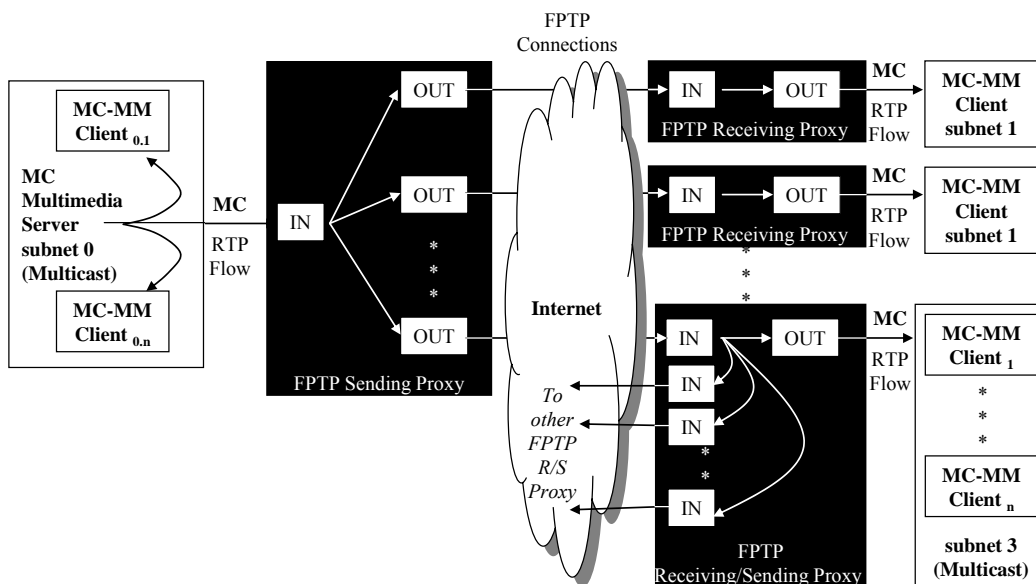 FPTP
Connections
MC-MM
Client 0.1
MC
Multimedia
Server
subnet 0
(Multicast)
MC-MM
Client 0.n
MC
RTP
Flow
IN
OUT
OUT
*
*
*
OUT
FPTP Sending Proxy
Internet
To
other
FPTP
R/S
Proxy
IN
OUT
FPTP Receiving Proxy
MC
RTP
Flow
MC-MM
Client
subnet 1
IN
OUT
FPTP Receiving Proxy
MC
RTP
Flow
MC-MM
Client
subnet 1
*
*
*
IN
OUT
IN
IN
*
*
*
IN
FPTP
Receiving/Sending Proxy
MC
RTP
Flow
MC-MM
Client 1
*
*
*
MC-MM
Client n
subnet 3
(Multicast)